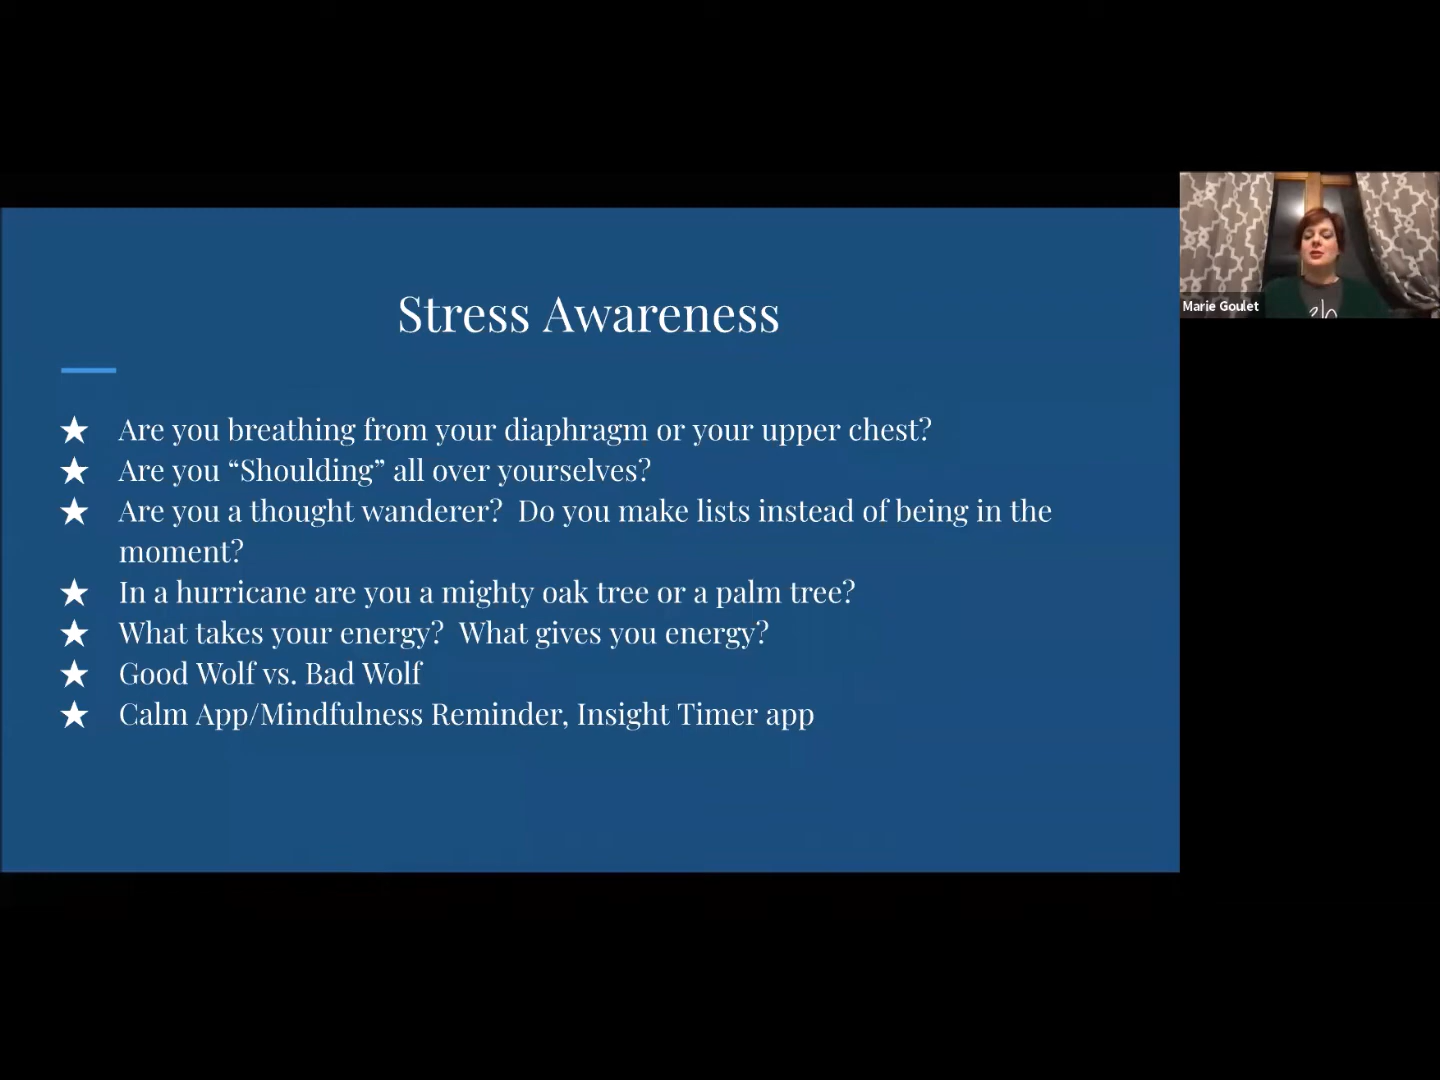 Stress Awareness
★ Are you breathing from your diaphragm or your upper chest?
★ Are you “Shoulding” all over yourselves?
★ Are you a thought wanderer?  Do you make lists instead of being in the
moment?
★ In a hurricane are you a mighty oak tree or a palm tree?
★ What takes your energy?  What gives you energy?
★ Good Wolf vs. Bad Wolf
★ Calm App/Mindfulness Reminder, Insight Timer app
Marie Goulet